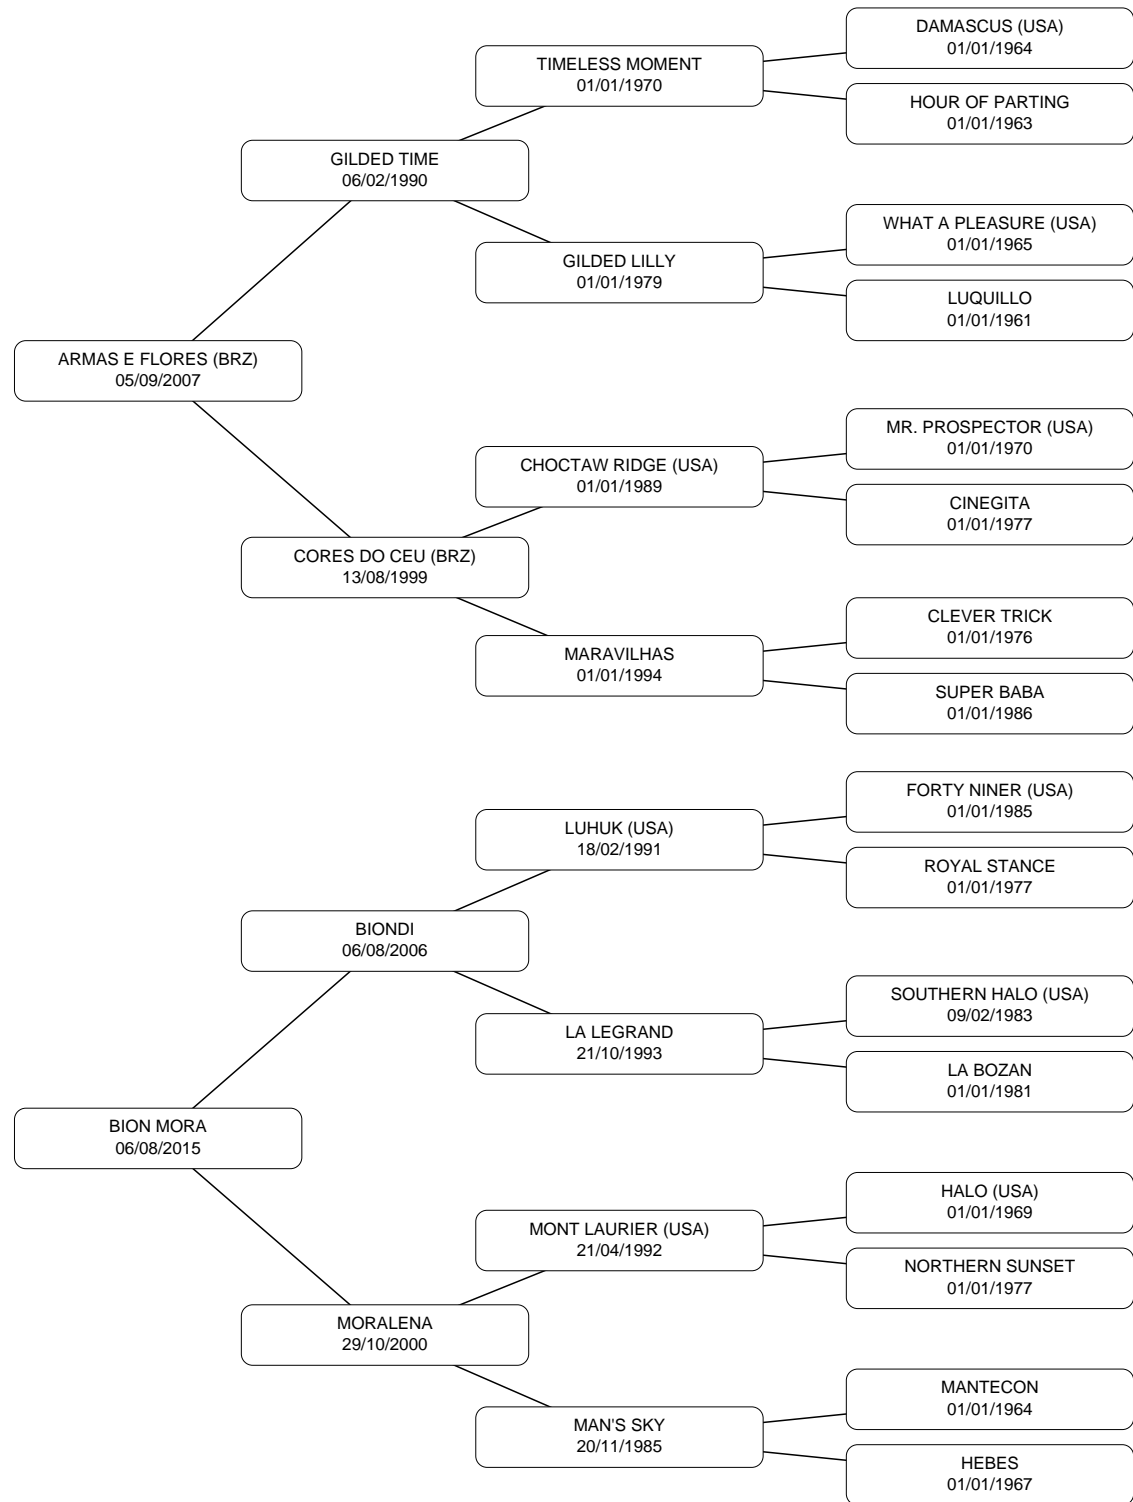 DAMASCUS (USA)
01/01/1964
TIMELESS MOMENT
01/01/1970
HOUR OF PARTING
01/01/1963
GILDED TIME
06/02/1990
WHAT A PLEASURE (USA)
01/01/1965
GILDED LILLY
01/01/1979
LUQUILLO
01/01/1961
ARMAS E FLORES (BRZ)
05/09/2007
MR. PROSPECTOR (USA)
01/01/1970
CHOCTAW RIDGE (USA)
01/01/1989
CINEGITA
01/01/1977
CORES DO CEU (BRZ)
13/08/1999
CLEVER TRICK
01/01/1976
MARAVILHAS
01/01/1994
SUPER BABA
01/01/1986
FORTY NINER (USA)
01/01/1985
LUHUK (USA)
18/02/1991
ROYAL STANCE
01/01/1977
BIONDI
06/08/2006
SOUTHERN HALO (USA)
09/02/1983
LA LEGRAND
21/10/1993
LA BOZAN
01/01/1981
BION MORA
06/08/2015
HALO (USA)
01/01/1969
MONT LAURIER (USA)
21/04/1992
NORTHERN SUNSET
01/01/1977
MORALENA
29/10/2000
MANTECON
01/01/1964
MAN'S SKY
20/11/1985
HEBES
01/01/1967